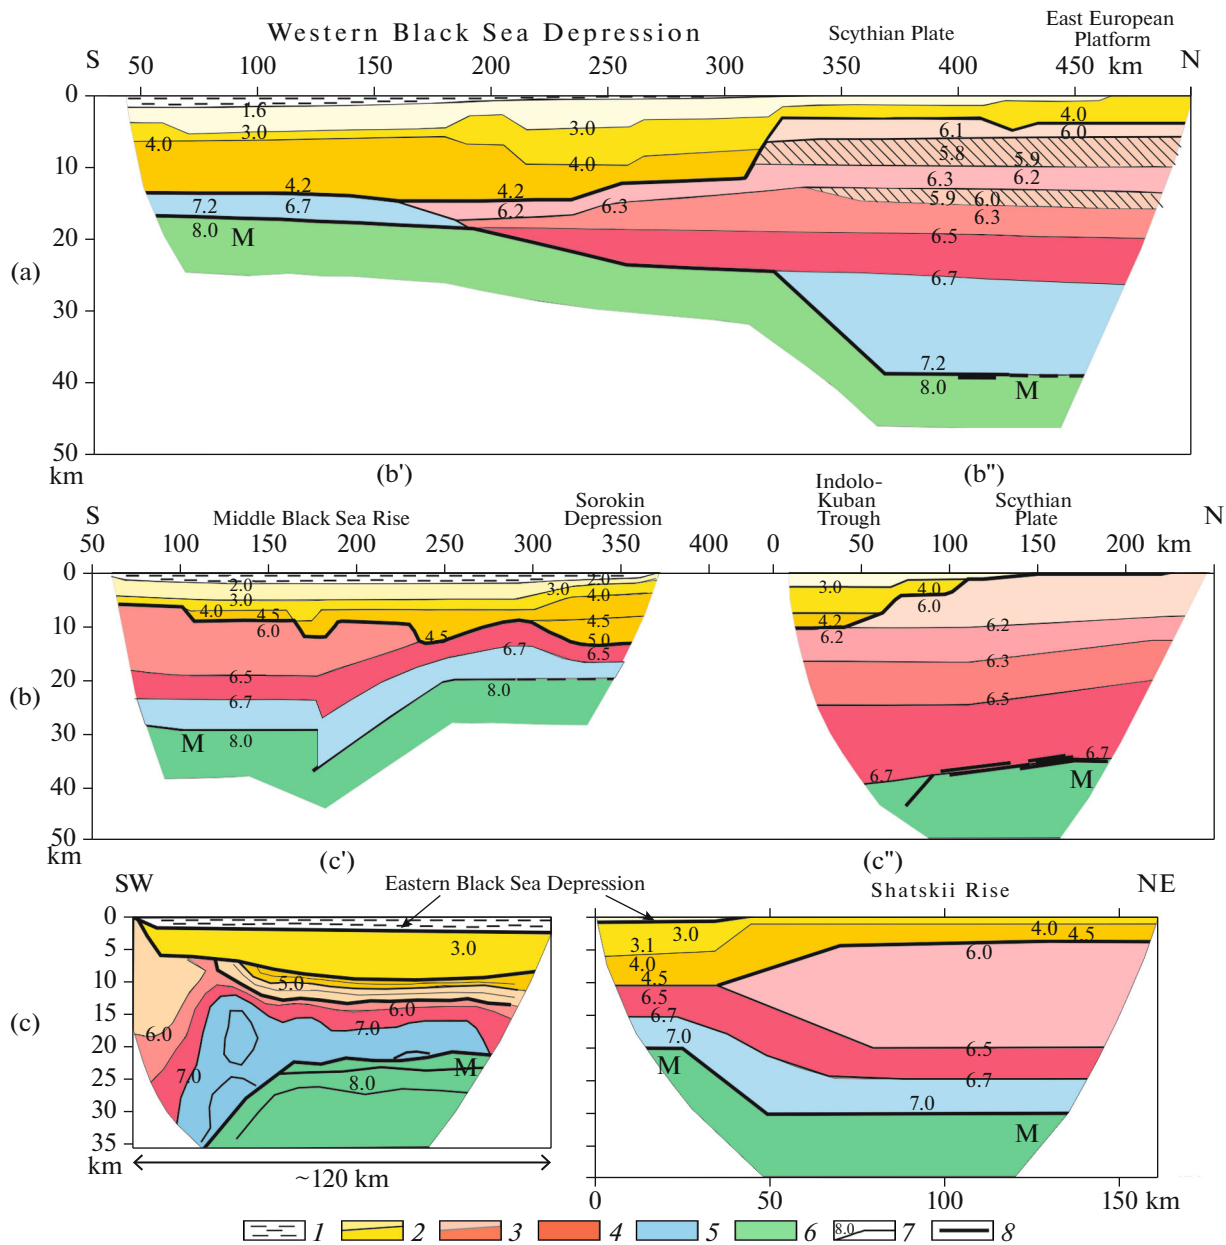 Western Black Sea Depression
Scythian Plate
East European
Platform
S 50 100 150 200 250 300 350 400 450 km N
0
10
20
30
40
50
km
(a)
1.6
3.0
4.0
4.2
7.2 6.7
8.0 M
3.0
4.0
4.2
6.2
6.3
4.0
6.1 6.0
5.8 5.9
6.3 6.2
5.9 6.0
6.3
6.5
6.7
7.2
8.0 M
(b') (b'')
S Middle Black Sea Rise
Sorokin
Depression
Indolo-
Kuban
Trough
Scythian
Plate
N
50 100 150 200 250 300 350 400 0 50 100 150 200 km
0
10
20
30
40
50
km
(b)
2.0
3.0
4.0 4.5
6.0
6.5
6.7
M 8.0
4.5
2.0
3.0
4.0
4.5
5.0
6.5
6.7
8.0
3.0
4.0
4.2 6.0
6.2
6.2
6.3
6.5
6.7
6.7
M
(c') (c'')
SW Eastern Black Sea Depression Shatskii Rise NE
0
5
10
15
20
25
30
35
km
(c)
3.0
5.0
6.0
6.0
7.0
7.0
M
8.0
~120 km
3.0
3.1
4.0
4.5
6.5
6.7
7.0
M
4.0
4.5
6.0
6.5
6.7
7.0
M
0 50 100 150 km
1 2 3 4 5 6 8.0 7 8